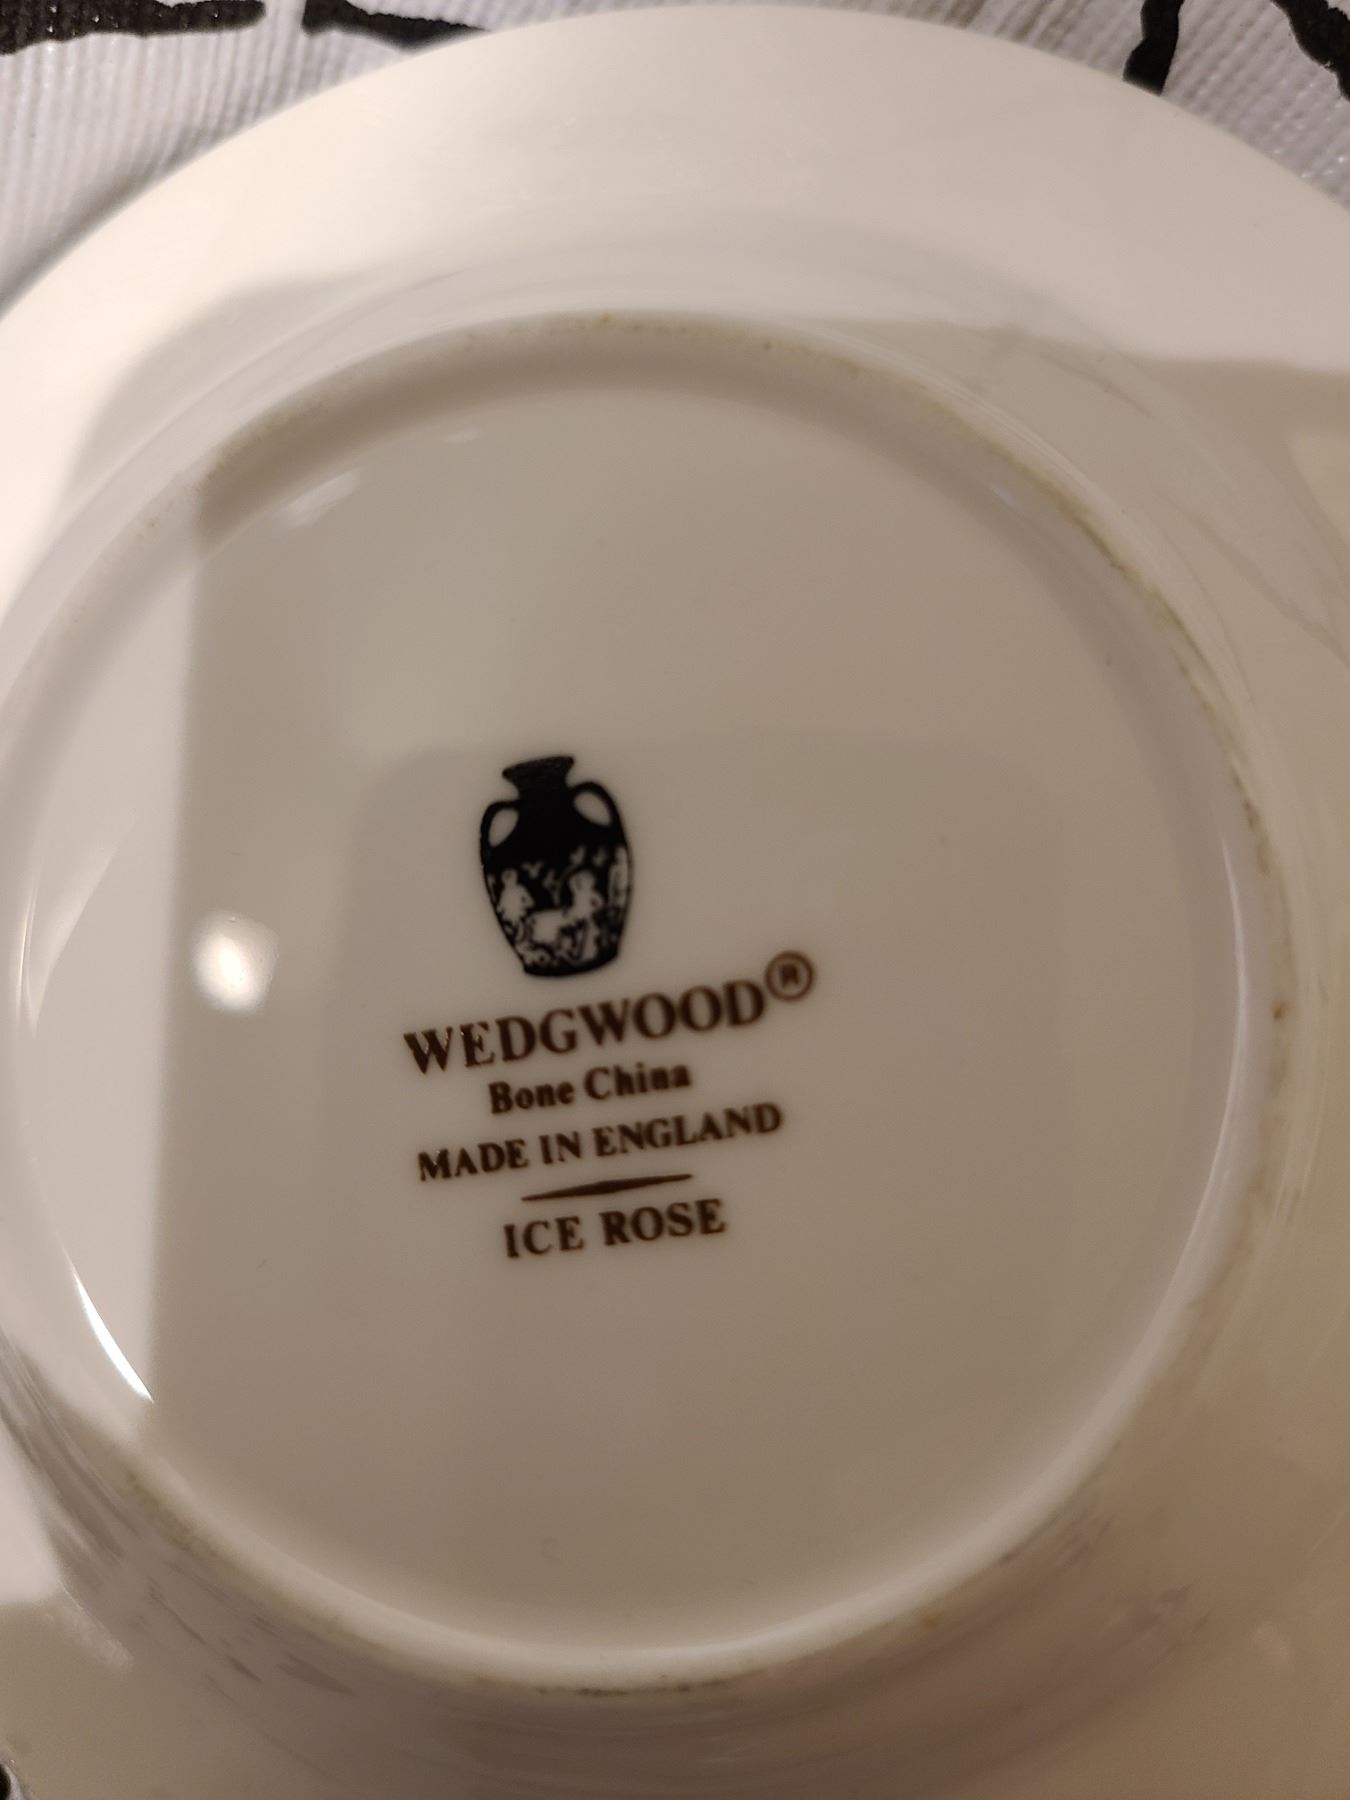 WEDGWOOD®
Bone China
MADE IN ENGLAND
ICE ROSE